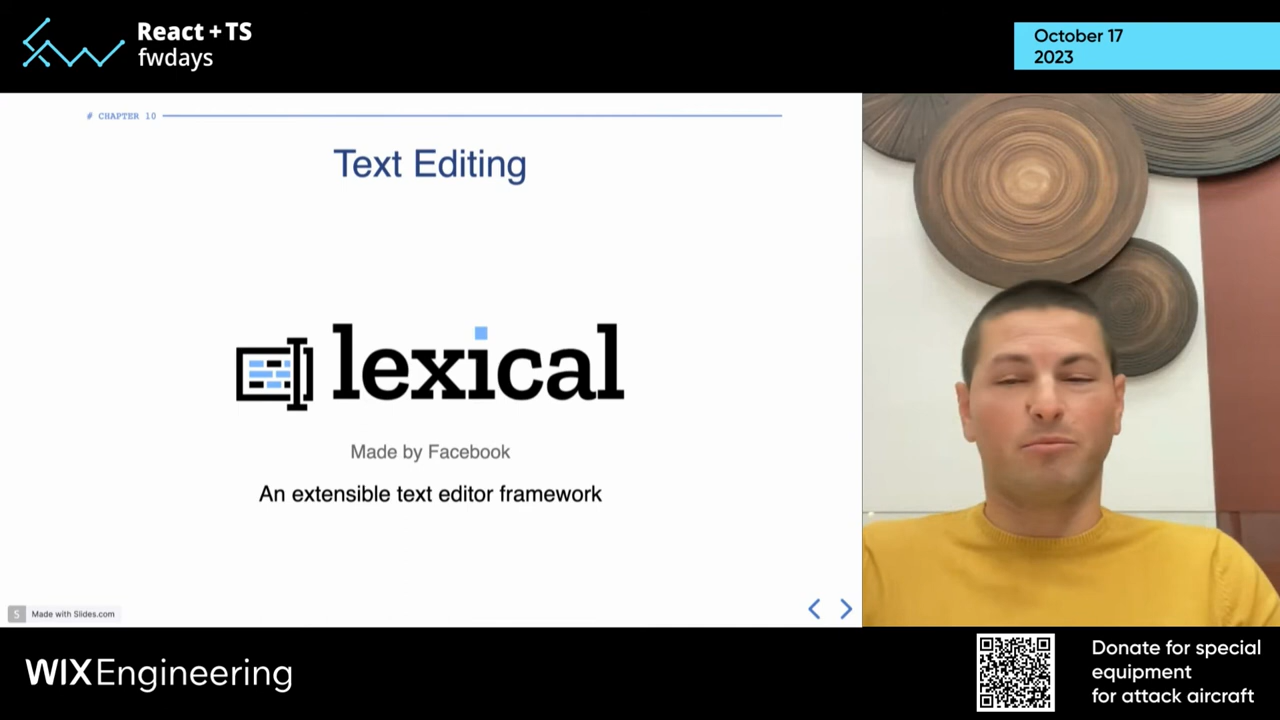 React + TS
fwdays
October 17
2023
# CHAPTER 10
Text Editing
lexical
Made by Facebook
An extensible text editor framework
S Made with Slides.com
WIX Engineering
Donate for special
equipment
for attack aircraft